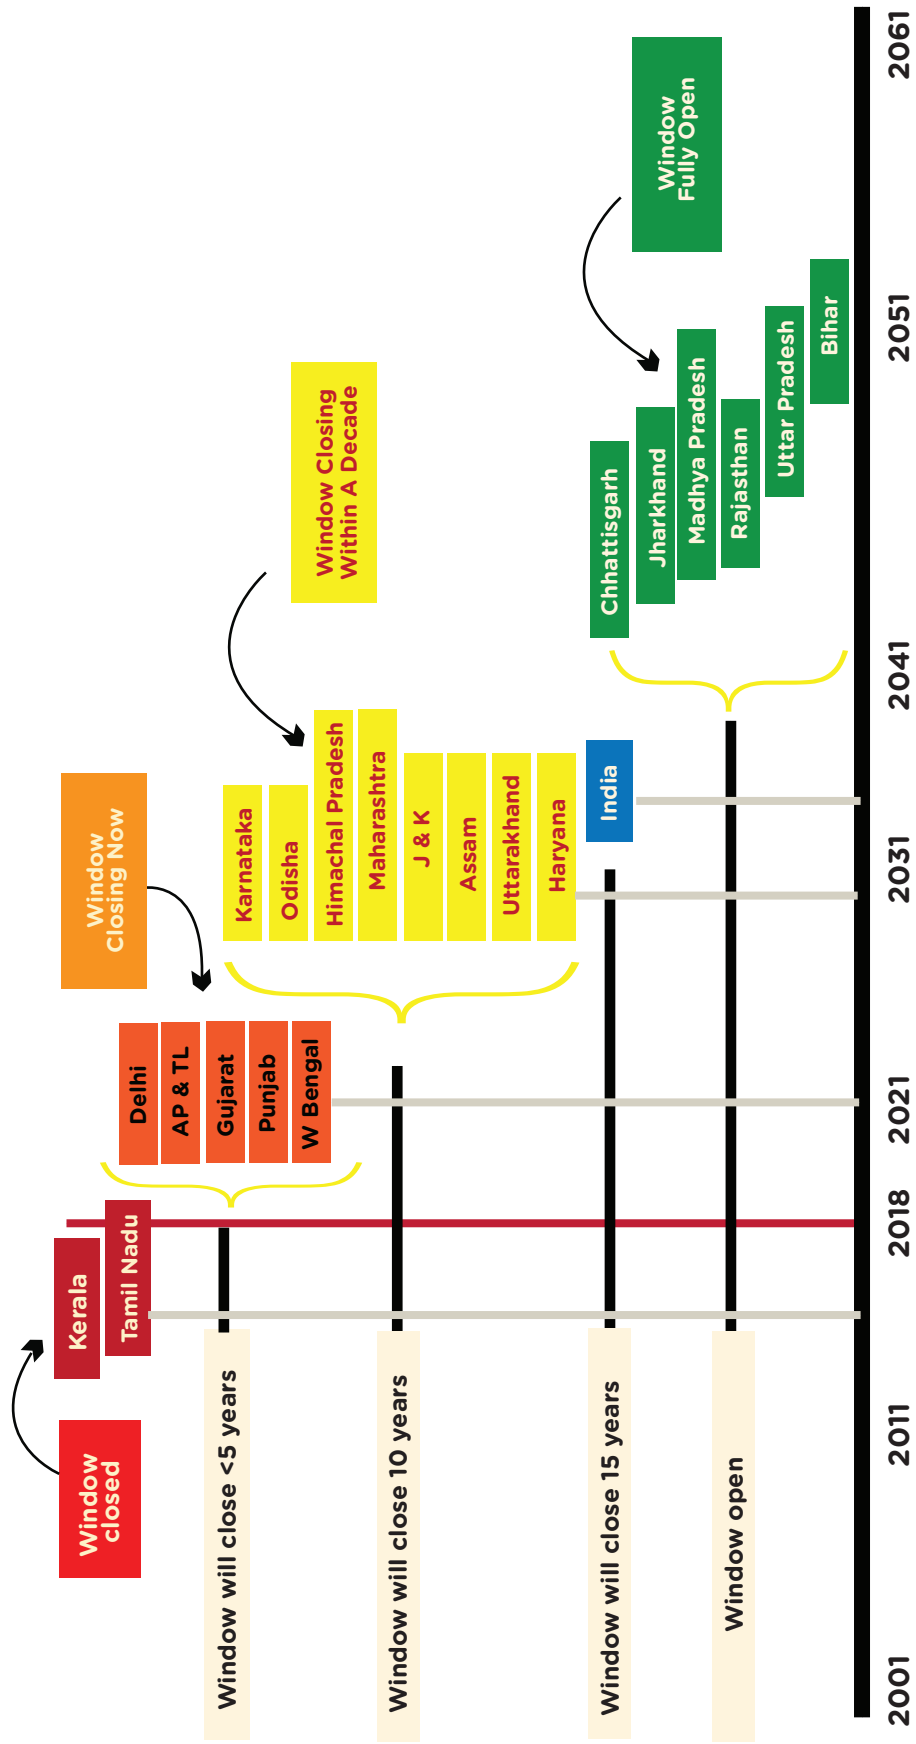 Window
closed
Kerala
Tamil Nadu
Window
Closing Now
Delhi
AP & TL
Gujarat
Punjab
W Bengal
Window Closing
Within A Decade
Karnataka
Odisha
Himachal Pradesh
Maharashtra
J & K
Assam
Uttarakhand
Haryana
India
Window
Fully Open
Chhattisgarh
Jharkhand
Madhya Pradesh
Rajasthan
Uttar Pradesh
Bihar
Window will close <5 years
Window will close 10 years
Window will close 15 years
Window open
2001
2011
2018
2021
2031
2041
2051
2061